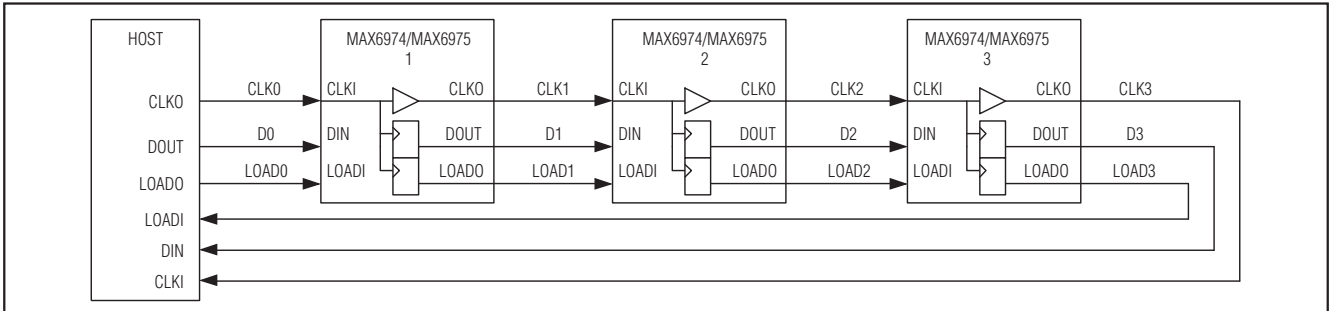 HOST
MAX6974/MAX6975
1
MAX6974/MAX6975
2
MAX6974/MAX6975
3
CLKO CLK0 CLKI CLKO CLK1 CLKI CLKO CLK2 CLKI CLKO CLK3
DOUT D0 DIN DOUT D1 DIN DOUT D2 DIN DOUT D3
LOADO LOAD0 LOADI LOADO LOAD1 LOADI LOADO LOAD2 LOADI LOADO LOAD3
LOADI
DIN
CLKI